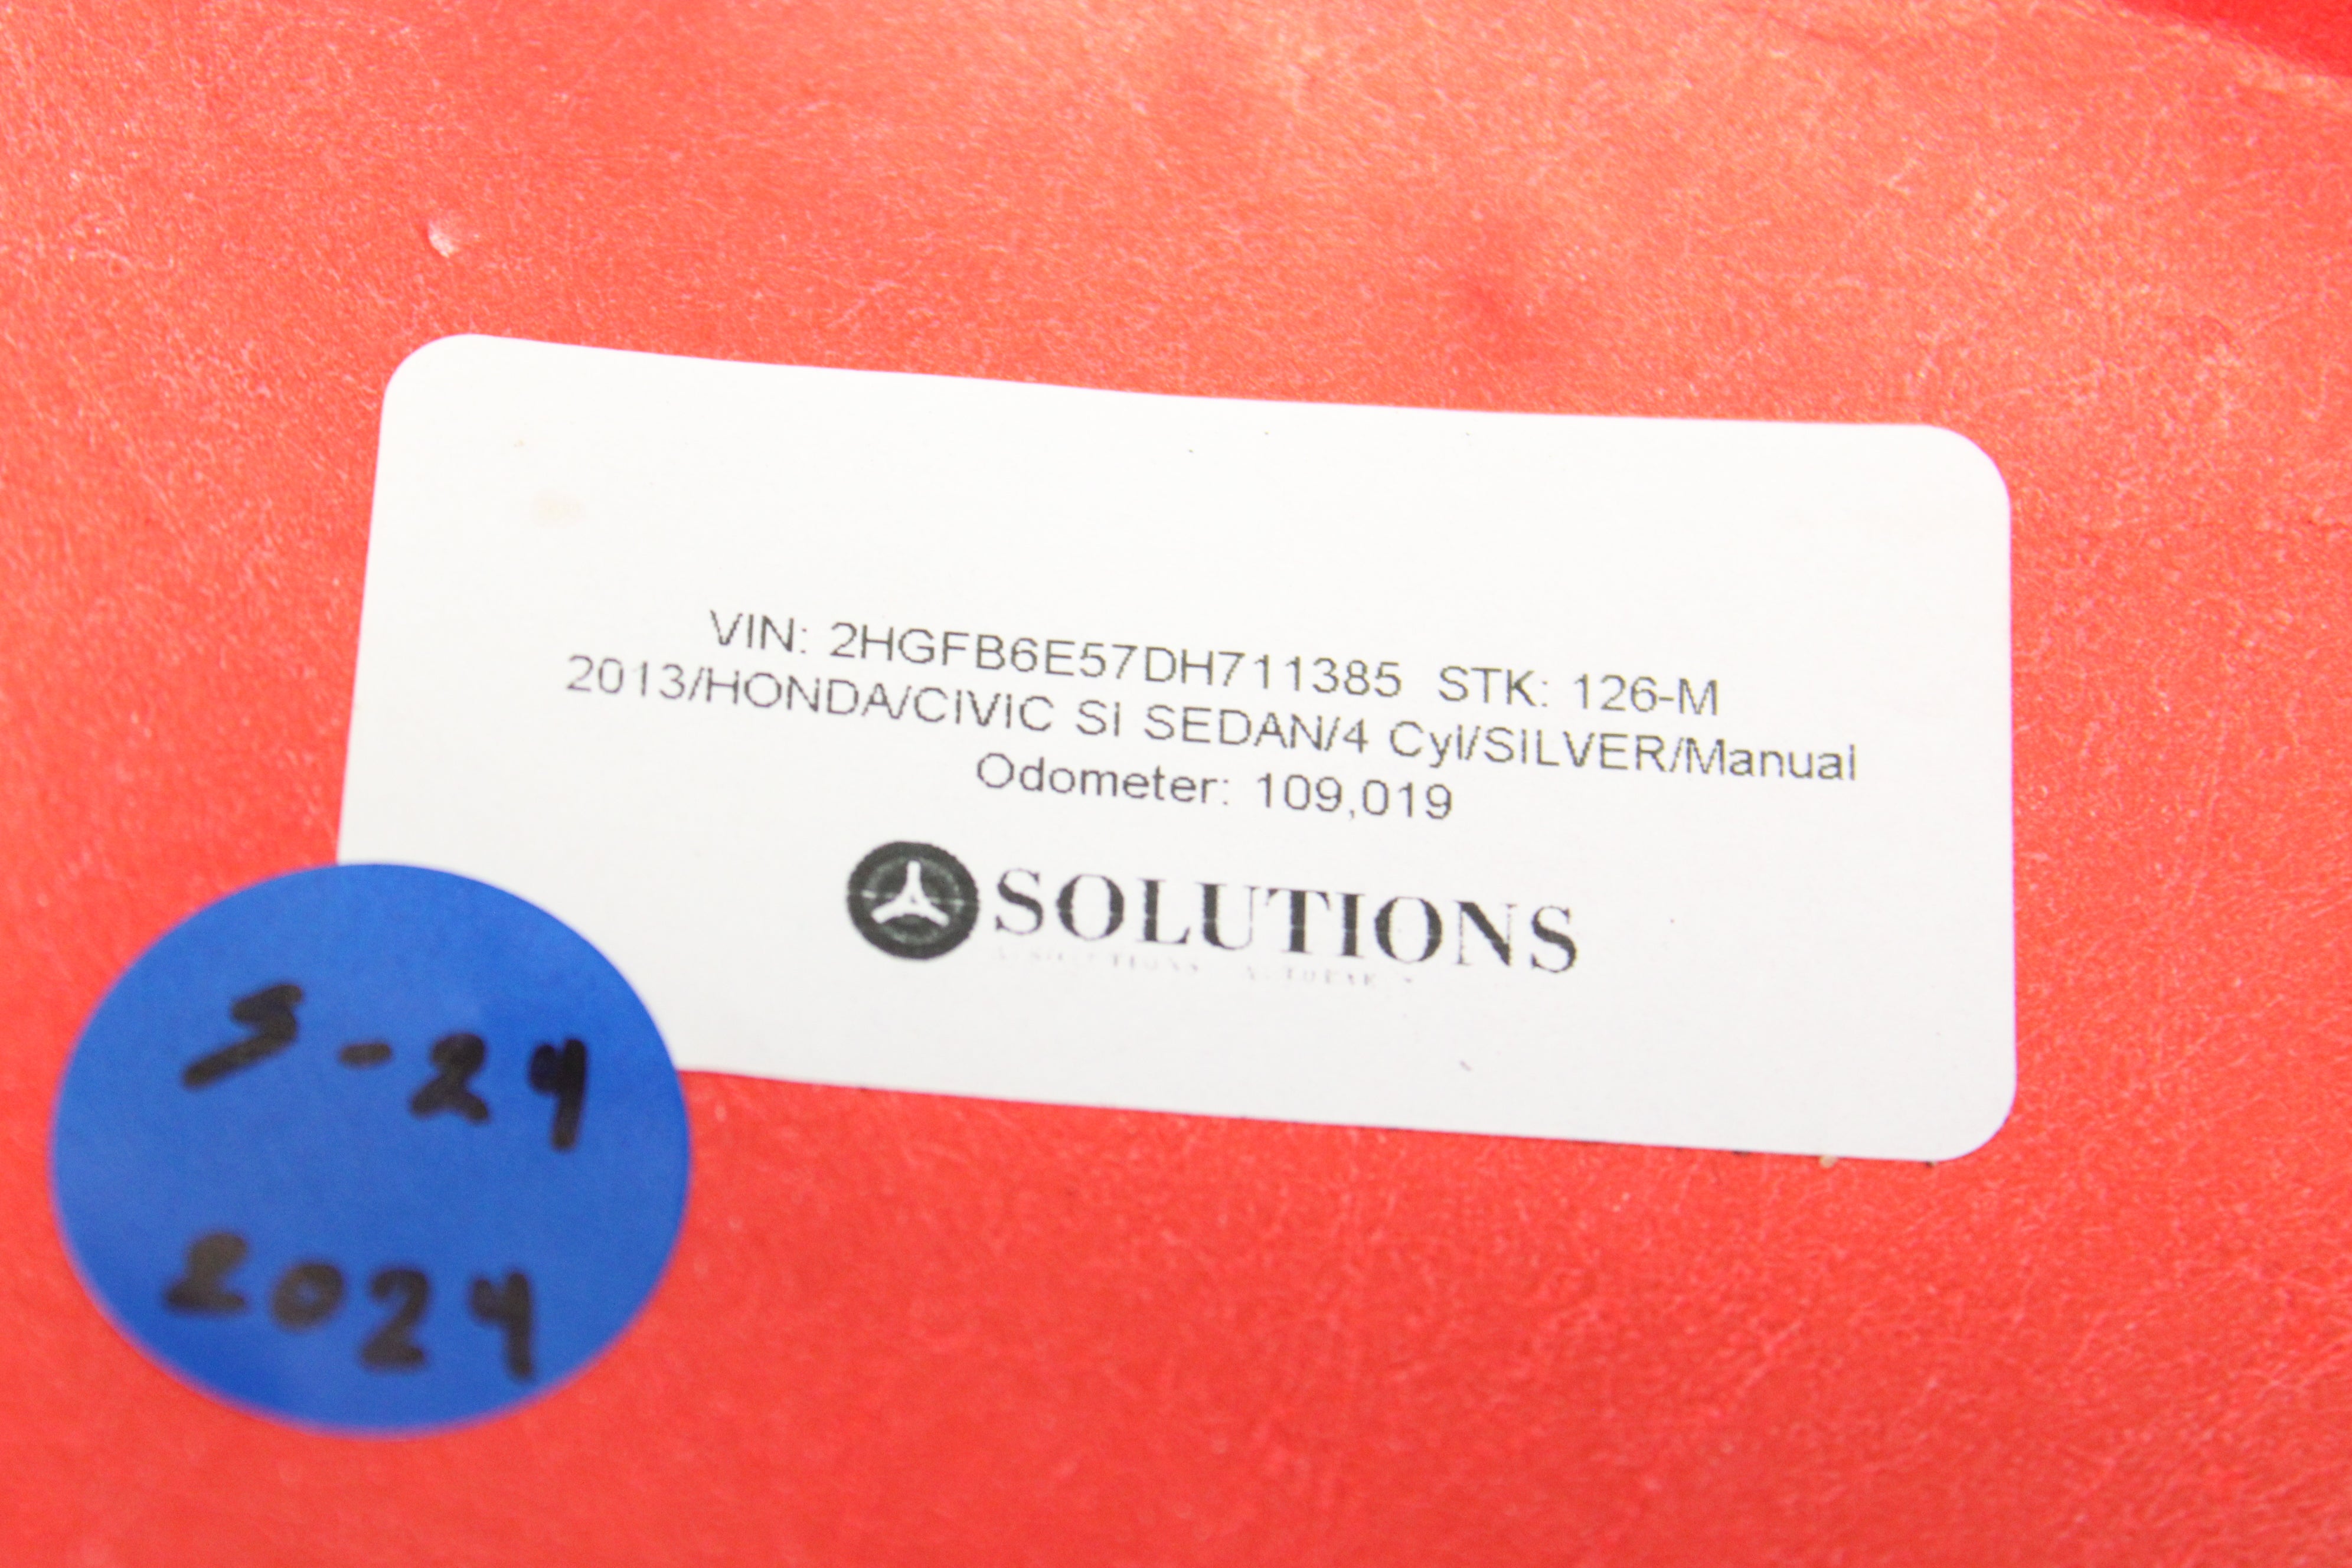 VIN: 2HGFB6E57DH711385 STK: 126-M
2013/HONDA/CIVIC SI SEDAN/4 Cyl/SILVER/Manual
Odometer: 109,019
SOLUTIONS
5-24
2024